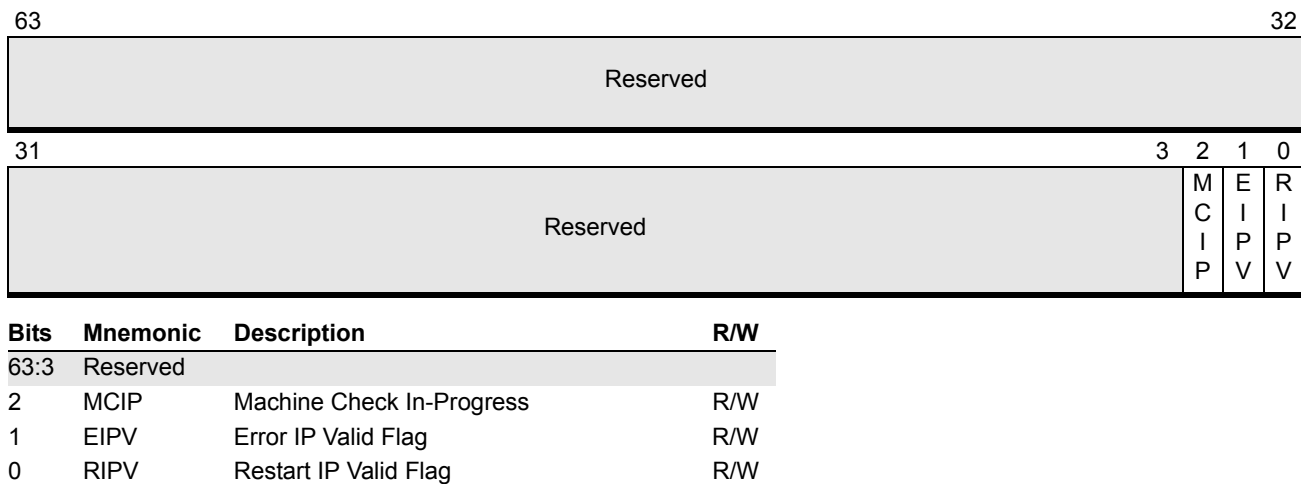 63 32
Reserved
31 3 2 1 0
Reserved
M E R
C I I
I P P
P V V
Bits Mnemonic Description R/W
63:3 Reserved
2 MCIP Machine Check In-Progress R/W
1 EIPV Error IP Valid Flag R/W
0 RIPV Restart IP Valid Flag R/W